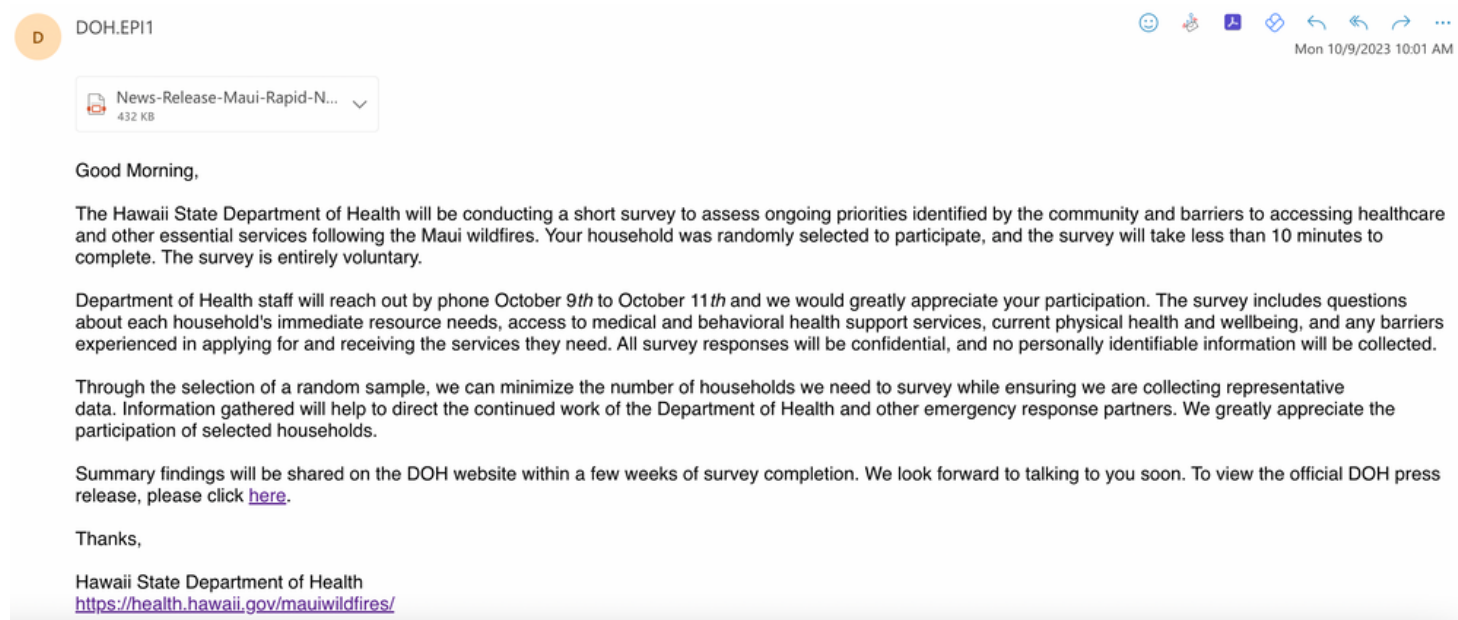 D
DOH.EPI1
Mon 10/9/2023 10:01 AM
News-Release-Maui-Rapid-N...
432 KB
Good Morning,
The Hawaii State Department of Health will be conducting a short survey to assess ongoing priorities identified by the community and barriers to accessing healthcare
and other essential services following the Maui wildfires. Your household was randomly selected to participate, and the survey will take less than 10 minutes to
complete. The survey is entirely voluntary.
Department of Health staff will reach out by phone October 9th to October 11th and we would greatly appreciate your participation. The survey includes questions
about each household's immediate resource needs, access to medical and behavioral health support services, current physical health and wellbeing, and any barriers
experienced in applying for and receiving the services they need. All survey responses will be confidential, and no personally identifiable information will be collected.
Through the selection of a random sample, we can minimize the number of households we need to survey while ensuring we are collecting representative
data. Information gathered will help to direct the continued work of the Department of Health and other emergency response partners. We greatly appreciate the
participation of selected households.
Summary findings will be shared on the DOH website within a few weeks of survey completion. We look forward to talking to you soon. To view the official DOH press
release, please click here.
Thanks,
Hawaii State Department of Health
https://health.hawaii.gov/mauiwildfires/